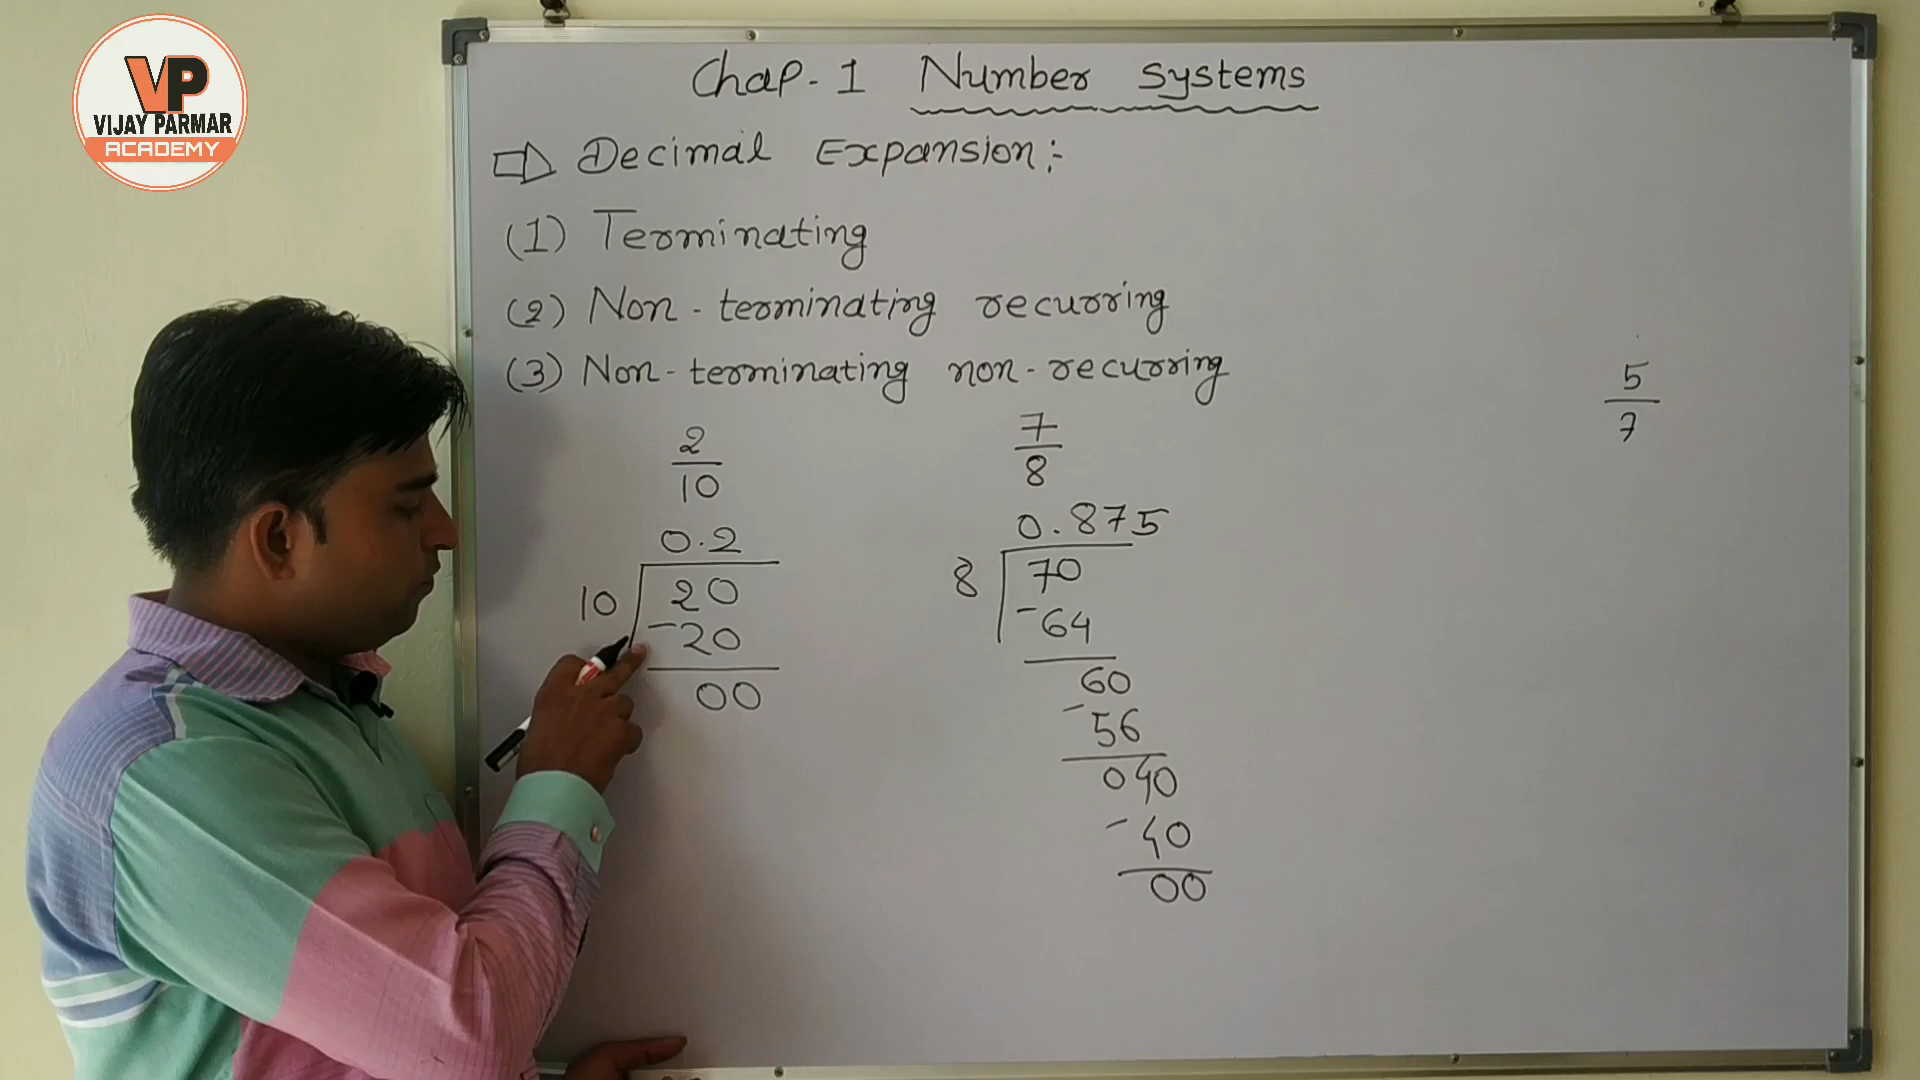 VP
VIJAY PARMAR
ACADEMY
Chap-1 Number Systems
⇨ Decimal Expansion:-
(1) Terminating
(2) Non-terminating recurring
(3) Non-terminating non-recurring
2
10
0.2
10
20
-20
00
7
8
0.875
8
70
-64
60
-56
040
-40
00
5
7